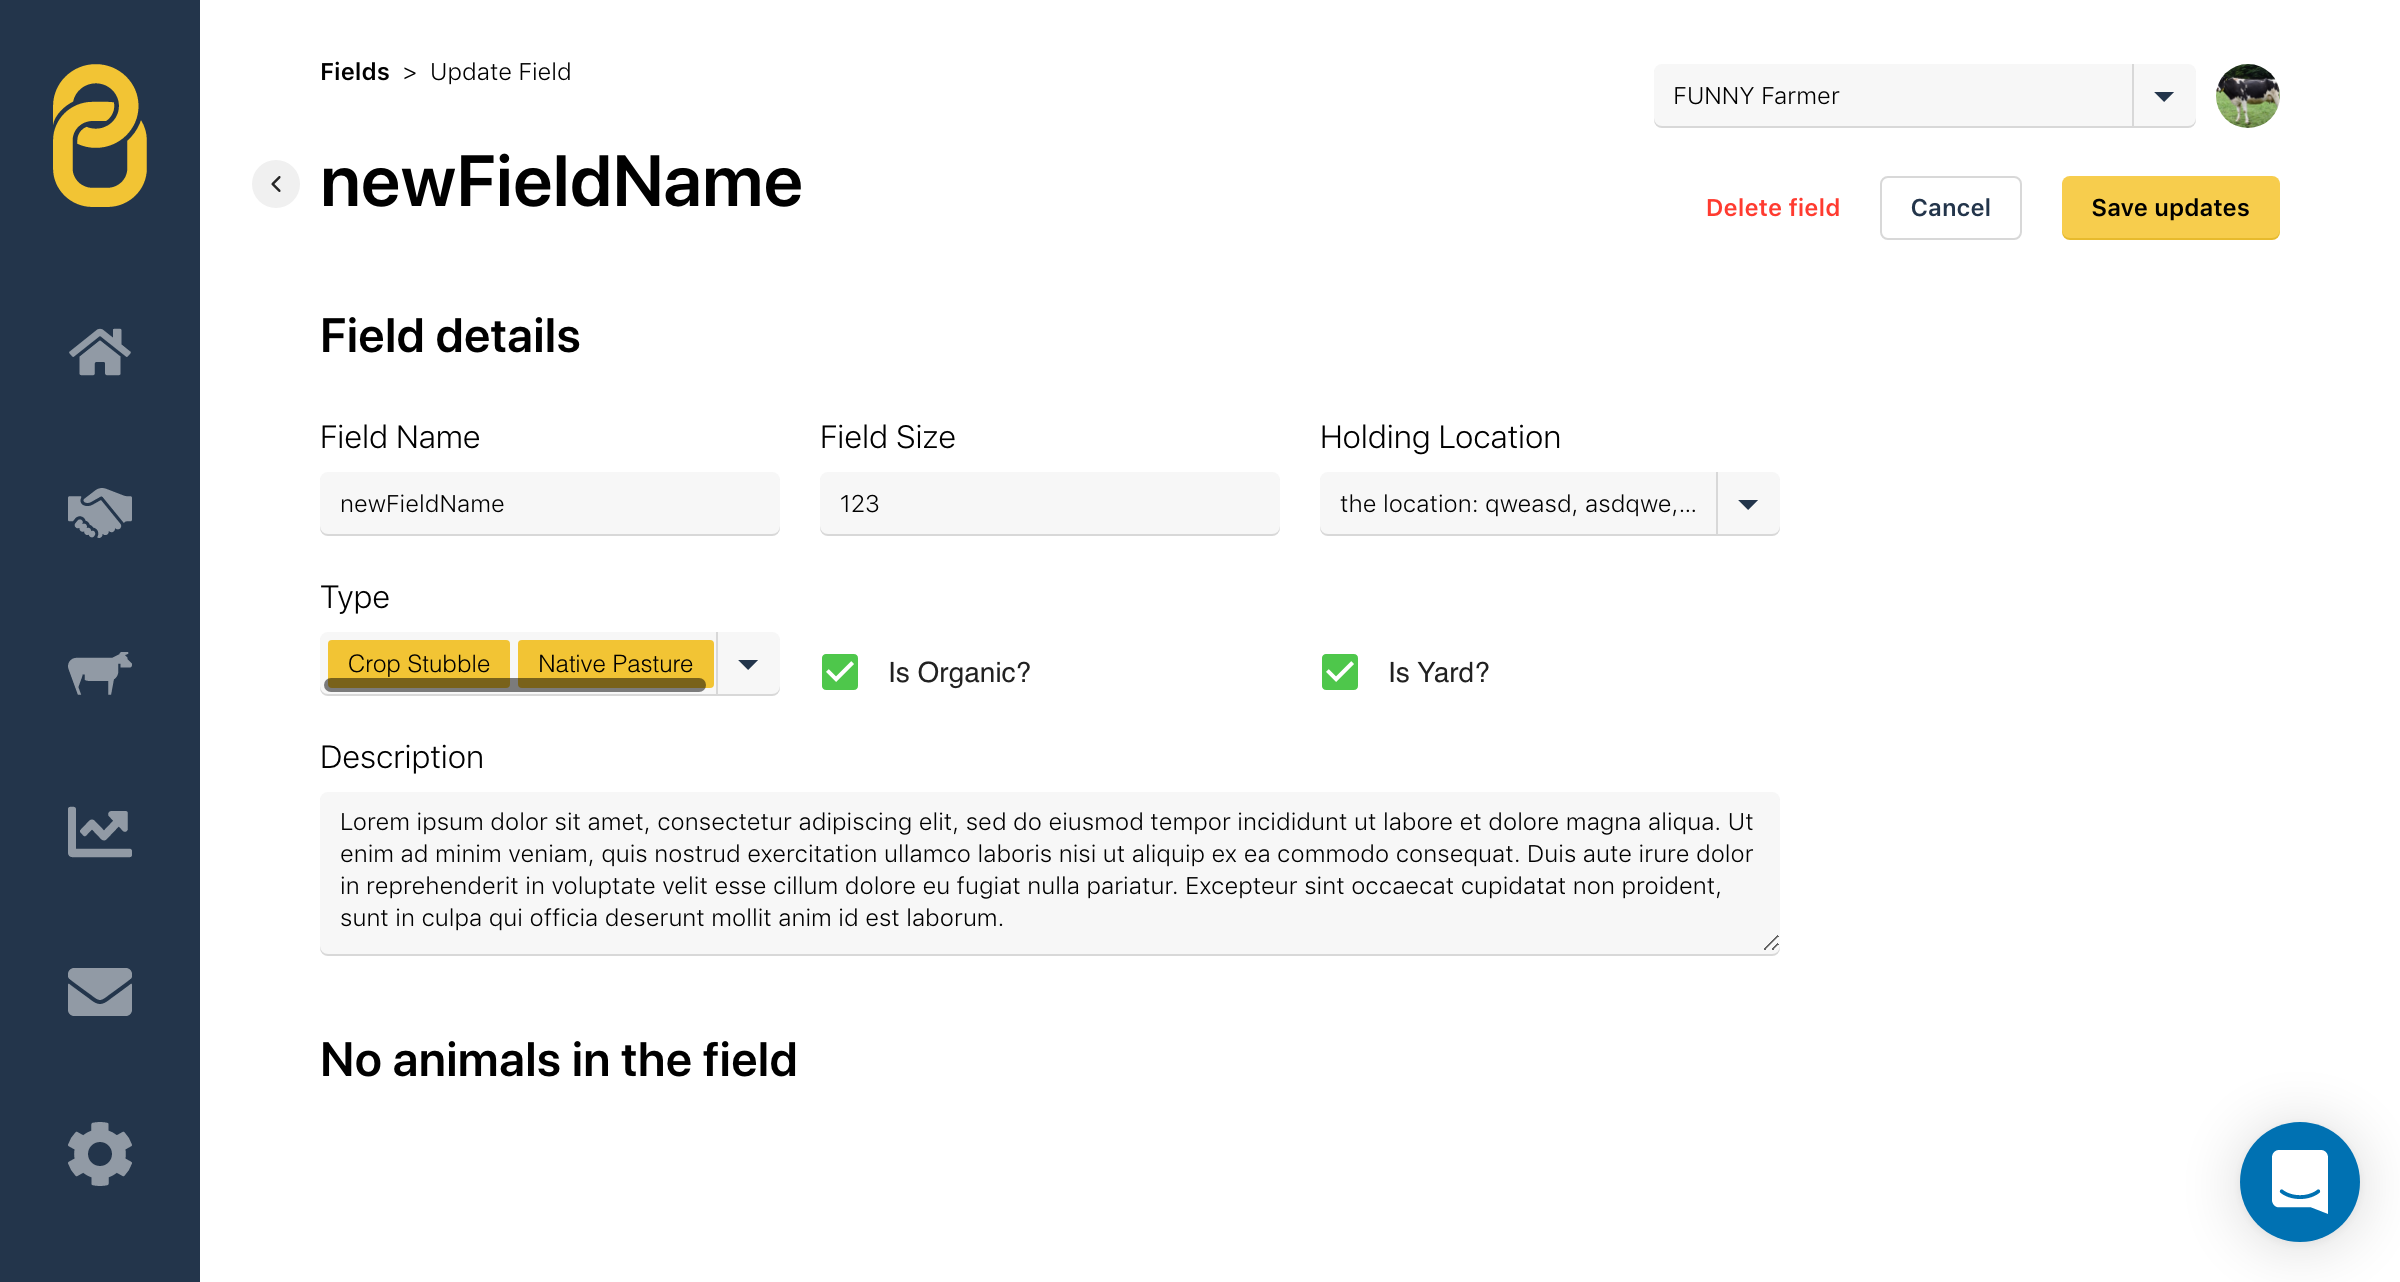 Fields > Update Field
FUNNY Farmer
newFieldName
Delete field
Cancel
Save updates
Field details
Field Name
Field Size
Holding Location
newFieldName
123
the location: qweasd, asdqwe,...
Type
Crop Stubble
Native Pasture
Is Organic?
Is Yard?
Description
Lorem ipsum dolor sit amet, consectetur adipiscing elit, sed do eiusmod tempor incididunt ut labore et dolore magna aliqua. Ut
enim ad minim veniam, quis nostrud exercitation ullamco laboris nisi ut aliquip ex ea commodo consequat. Duis aute irure dolor
in reprehenderit in voluptate velit esse cillum dolore eu fugiat nulla pariatur. Excepteur sint occaecat cupidatat non proident,
sunt in culpa qui officia deserunt mollit anim id est laborum.
No animals in the field